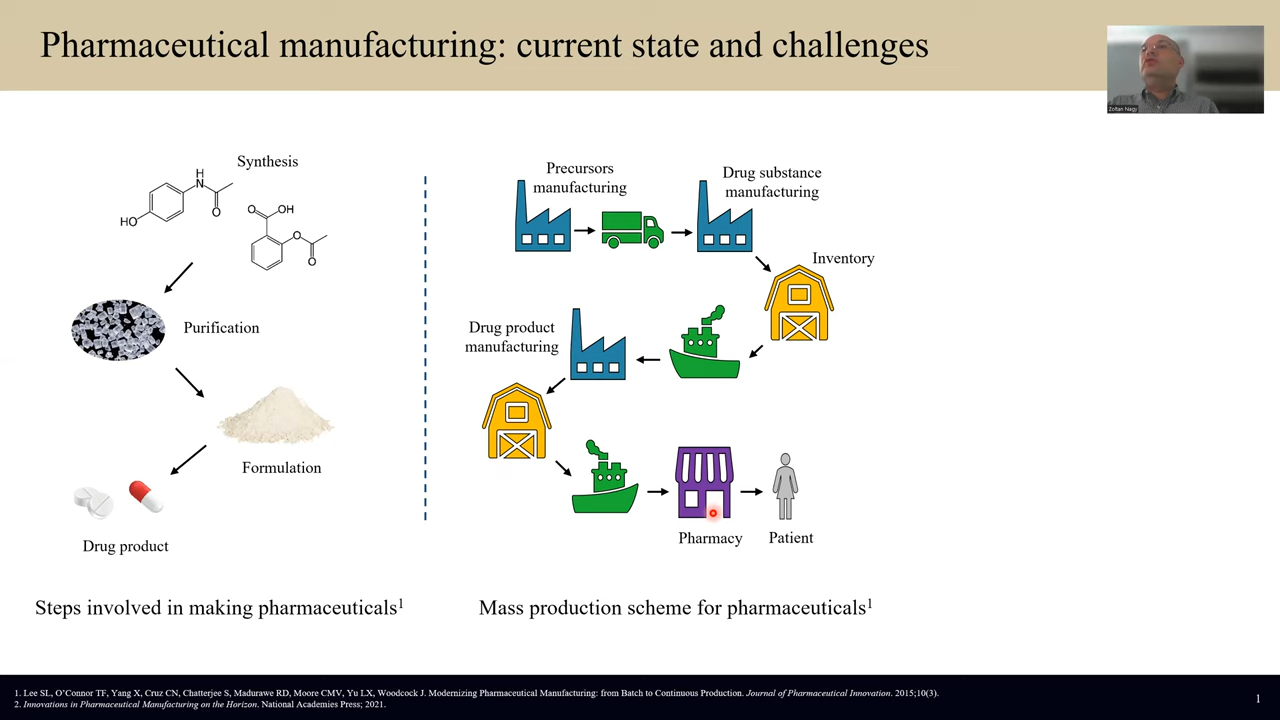 Pharmaceutical manufacturing: current state and challenges
Zoltan Nagy
Synthesis
H
N
O
HO
O
OH
O
O
Purification
Formulation
Drug product
Steps involved in making pharmaceuticals1
Precursors
manufacturing
Drug substance
manufacturing
Inventory
Drug product
manufacturing
Pharmacy
Patient
Mass production scheme for pharmaceuticals1
1. Lee SL, O’Connor TF, Yang X, Cruz CN, Chatterjee S, Madurawe RD, Moore CMV, Yu LX, Woodcock J. Modernizing Pharmaceutical Manufacturing: from Batch to Continuous Production. Journal of Pharmaceutical Innovation. 2015;10(3).
2. Innovations in Pharmaceutical Manufacturing on the Horizon. National Academies Press; 2021.
1